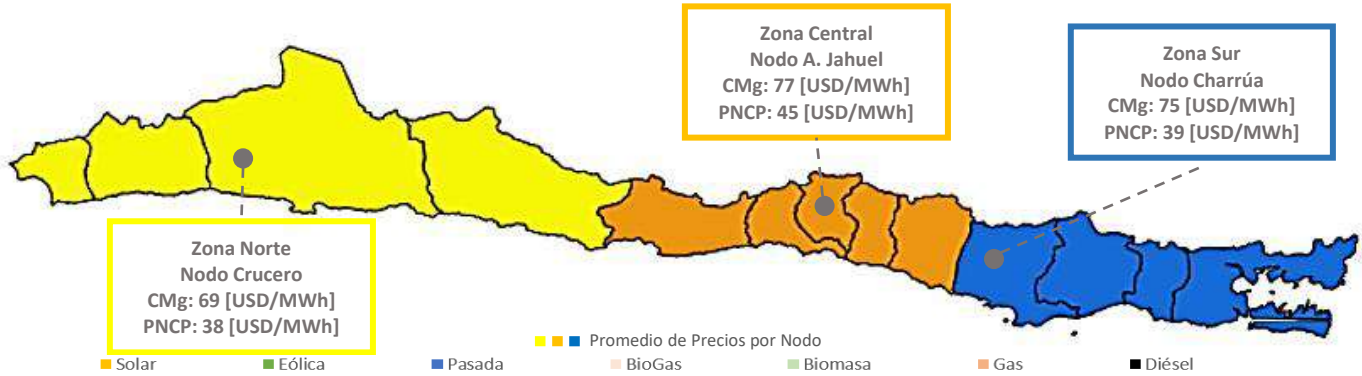 Zona Central
Nodo A. Jahuel
CMg: 77 [USD/MWh]
PNCP: 45 [USD/MWh]
Zona Sur
Nodo Charrúa
CMg: 75 [USD/MWh]
PNCP: 39 [USD/MWh]
Zona Norte
Nodo Crucero
CMg: 69 [USD/MWh]
PNCP: 38 [USD/MWh]
Promedio de Precios por Nodo
Solar Eólica Pasada BioGas Biomasa Gas Diésel